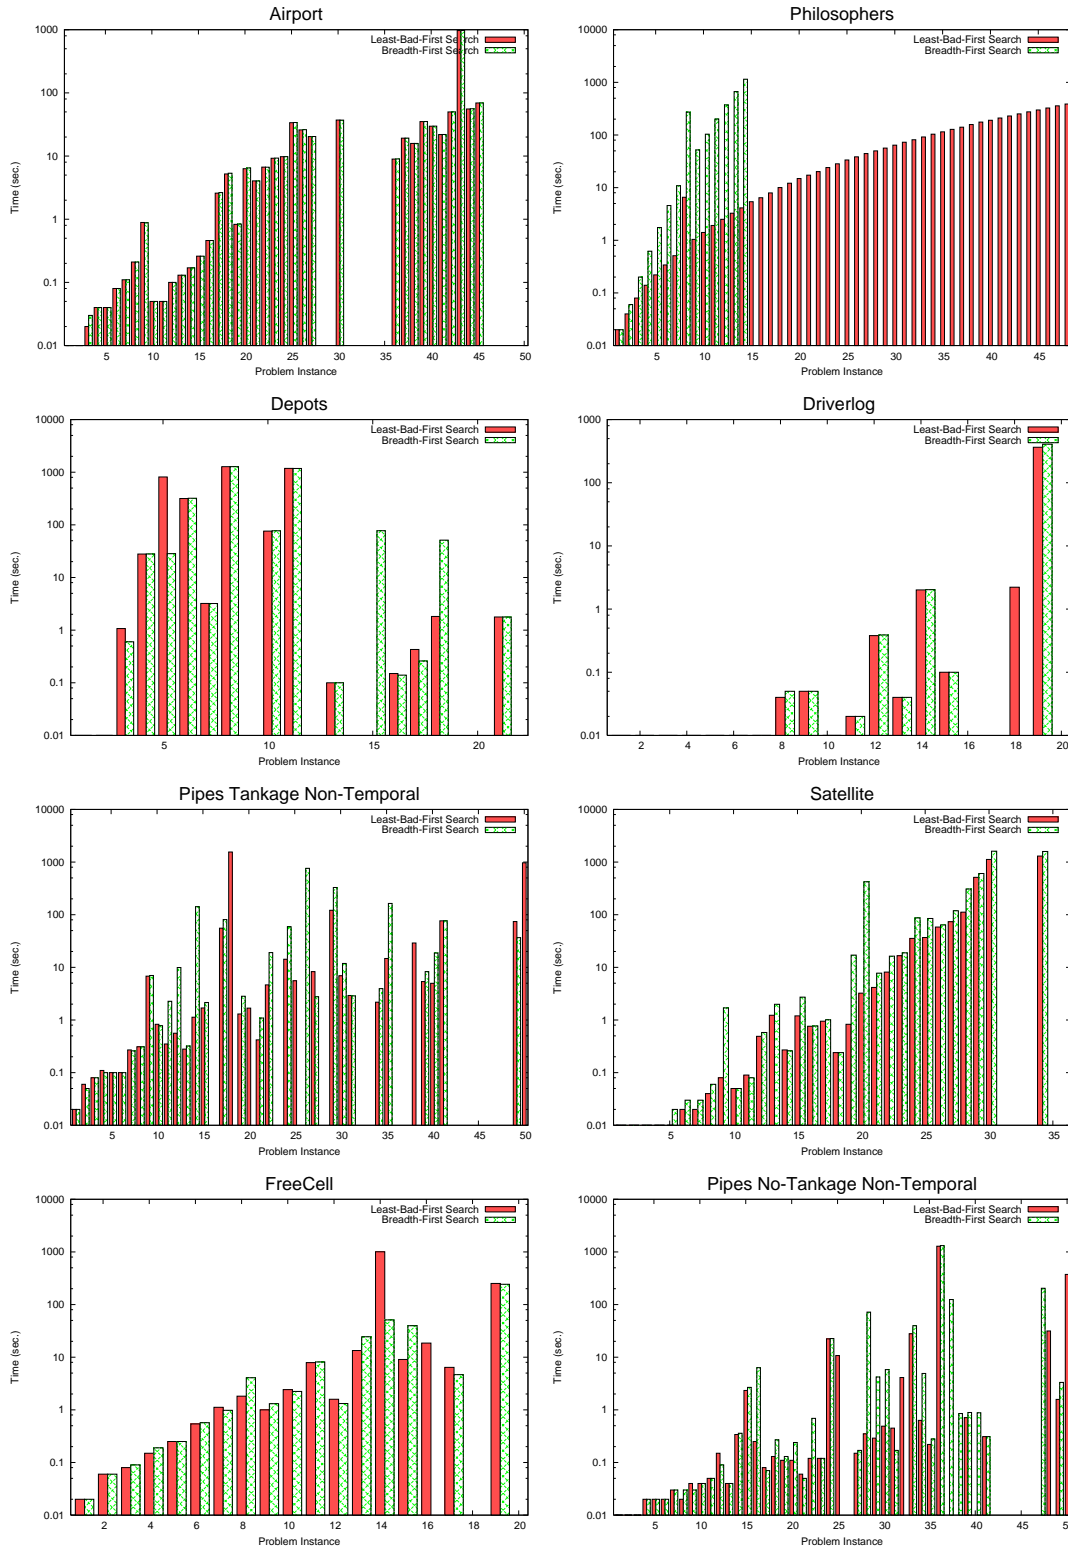 Airport
1000
100
10
1
0.1
0.01
Time (sec.)
5 10 15 20 25 30 35 40 45 50
Problem Instance
Least-Bad-First Search
Breadth-First Search
Philosophers
10000
1000
100
10
1
0.1
0.01
Time (sec.)
5 10 15 20 25 30 35 40 45
Problem Instance
Least-Bad-First Search
Breadth-First Search
Depots
10000
1000
100
10
1
0.1
0.01
Time (sec.)
5 10 15 20
Problem Instance
Least-Bad-First Search
Breadth-First Search
Driverlog
1000
100
10
1
0.1
0.01
Time (sec.)
2 4 6 8 10 12 14 16 18 20
Problem Instance
Least-Bad-First Search
Breadth-First Search
Pipes Tankage Non-Temporal
10000
1000
100
10
1
0.1
0.01
Time (sec.)
5 10 15 20 25 30 35 40 45 50
Problem Instance
Least-Bad-First Search
Breadth-First Search
Satellite
10000
1000
100
10
1
0.1
0.01
Time (sec.)
5 10 15 20 25 30 35
Problem Instance
Least-Bad-First Search
Breadth-First Search
FreeCell
10000
1000
100
10
1
0.1
0.01
Time (sec.)
2 4 6 8 10 12 14 16 18 20
Problem Instance
Least-Bad-First Search
Breadth-First Search
Pipes No-Tankage Non-Temporal
10000
1000
100
10
1
0.1
0.01
Time (sec.)
5 10 15 20 25 30 35 40 45
Problem Instance
Least-Bad-First Search
Breadth-First Search